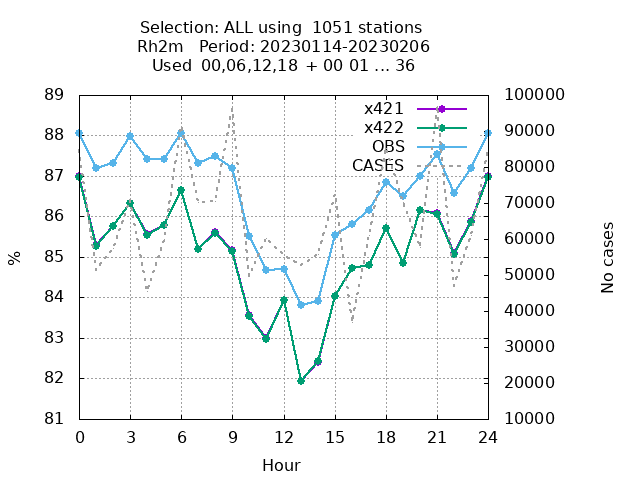 Selection: ALL using  1051 stations
Rh2m   Period: 20230114-20230206
Used  00,06,12,18  + 00 01 ... 36
89
88
87
86
85
84
83
82
81
%
x421
x422
OBS
CASES
100000
90000
80000
70000
60000
50000
40000
30000
20000
10000
No cases
0 3 6 9 12 15 18 21 24
Hour